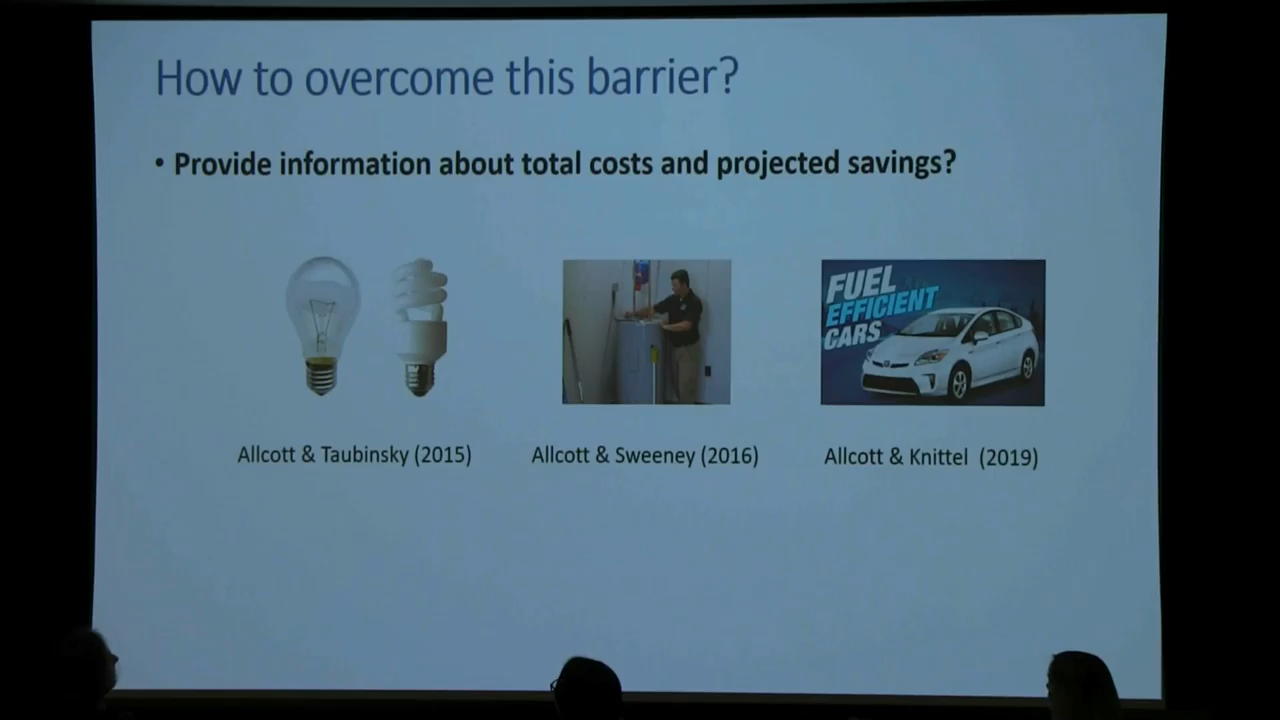 How to overcome this barrier?
• Provide information about total costs and projected savings?
FUEL
EFFICIENT
CARS
Allcott & Taubinsky (2015)
Allcott & Sweeney (2016)
Allcott & Knittel (2019)